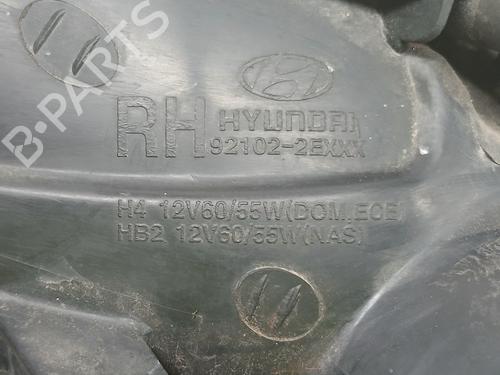 B-PARTS
RH HYUNDAI
92102-2EXXX
H4 12V60/55W(DOM,ECE)
HB2 12V60/55W(NAS)